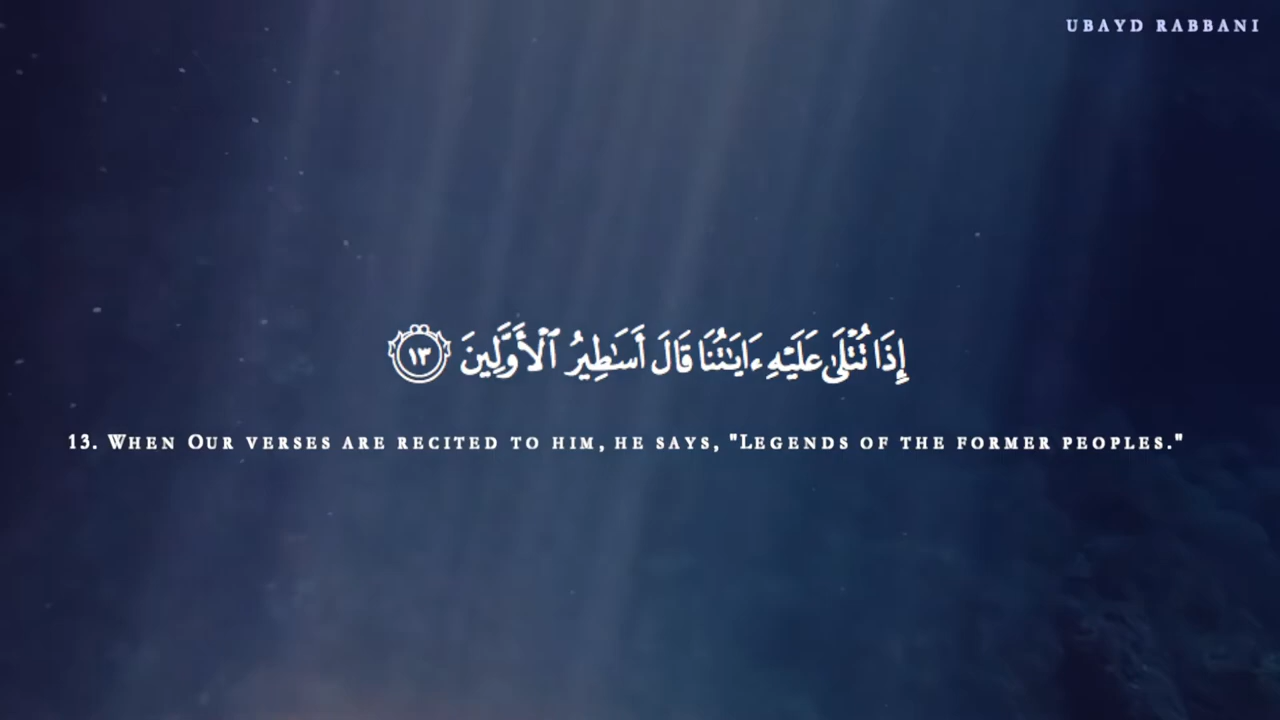 UBAYD RABBANI
إِذَا تُتْلَىٰ عَلَيْهِ ءَايَـٰتُنَا قَالَ أَسَـٰطِيرُ ٱلْأَوَّلِينَ ١٣
13. When Our verses are recited to him, he says, "Legends of the former peoples."